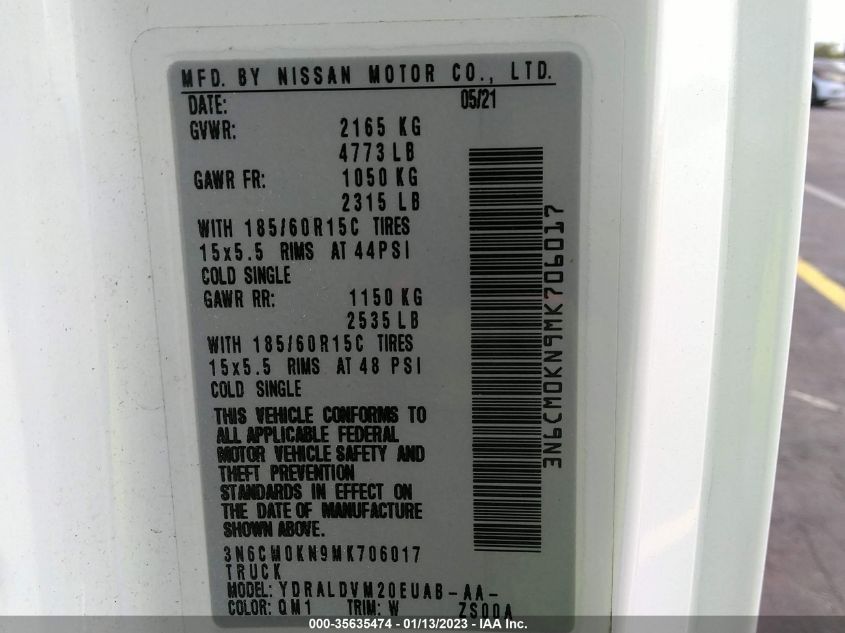 MFD. BY NISSAN MOTOR CO., LTD.
DATE: 05/21
GVWR: 2165 KG
4773 LB
GAWR FR: 1050 KG
2315 LB
WITH 185/60R15C TIRES
15x5.5 RIMS AT 44PSI
COLD SINGLE
GAWR RR: 1150 KG
2535 LB
WITH 185/60R15C TIRES
15x5.5 RIMS AT 48 PSI
COLD SINGLE
THIS VEHICLE CONFORMS TO
ALL APPLICABLE FEDERAL
MOTOR VEHICLE SAFETY AND
THEFT PREVENTION
STANDARDS IN EFFECT ON
THE DATE OF MANUFACTURE
SHOWN ABOVE.
3N6CM0KN9MK706017
TRUCK
MODEL: YDRALDVM20EUAB-AA-
COLOR: QM1 TRIM: W ZS00A
3N6CM0KN9MK706017
000-35635474 - 01/13/2023 - IAA Inc.